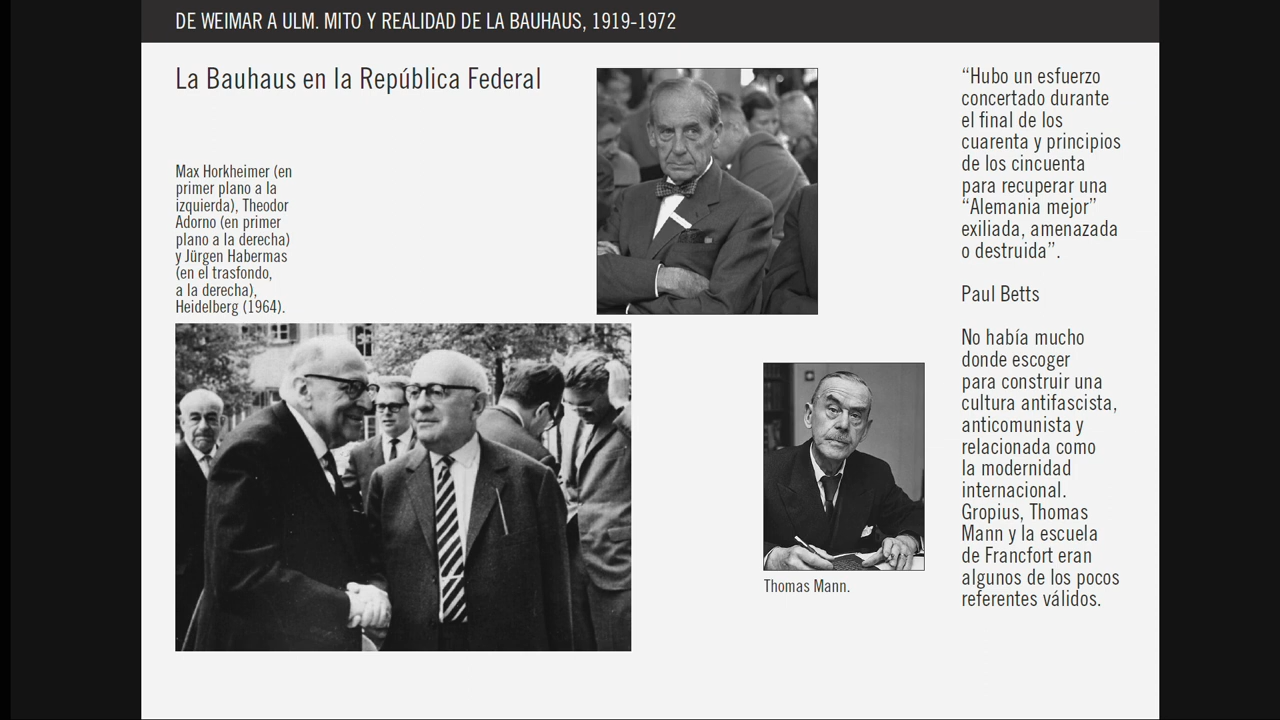 DE WEIMAR A ULM. MITO Y REALIDAD DE LA BAUHAUS, 1919-1972
La Bauhaus en la República Federal
Max Horkheimer (en
primer plano a la
izquierda), Theodor
Adorno (en primer
plano a la derecha)
y Jürgen Habermas
(en el trasfondo,
a la derecha),
Heidelberg (1964).
Thomas Mann.
“Hubo un esfuerzo
concertado durante
el final de los
cuarenta y principios
de los cincuenta
para recuperar una
“Alemania mejor”
exiliada, amenazada
o destruida”.
Paul Betts
No había mucho
donde escoger
para construir una
cultura antifascista,
anticomunista y
relacionada como
la modernidad
internacional.
Gropius, Thomas
Mann y la escuela
de Francfort eran
algunos de los pocos
referentes válidos.